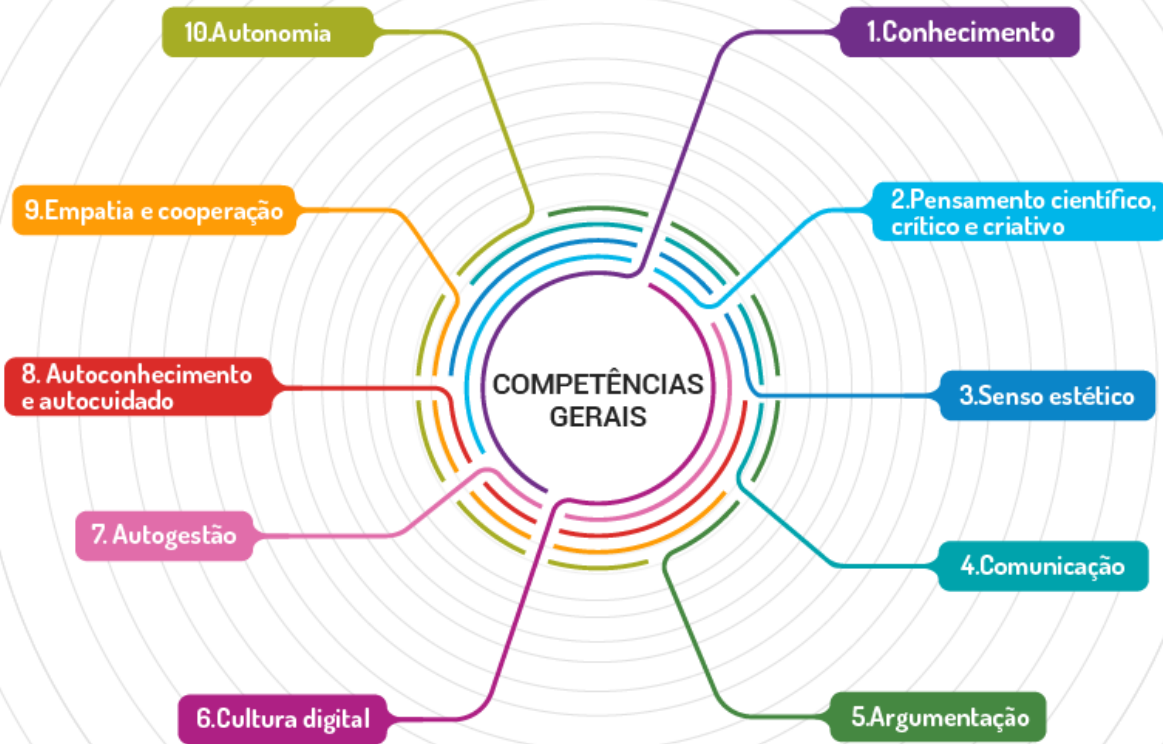 10.Autonomia
1.Conhecimento
9.Empatia e cooperação
2.Pensamento científico,
crítico e criativo
8. Autoconhecimento
e autocuidado
COMPETÊNCIAS
GERAIS
3.Senso estético
7. Autogestão
4.Comunicação
6.Cultura digital
5.Argumentação